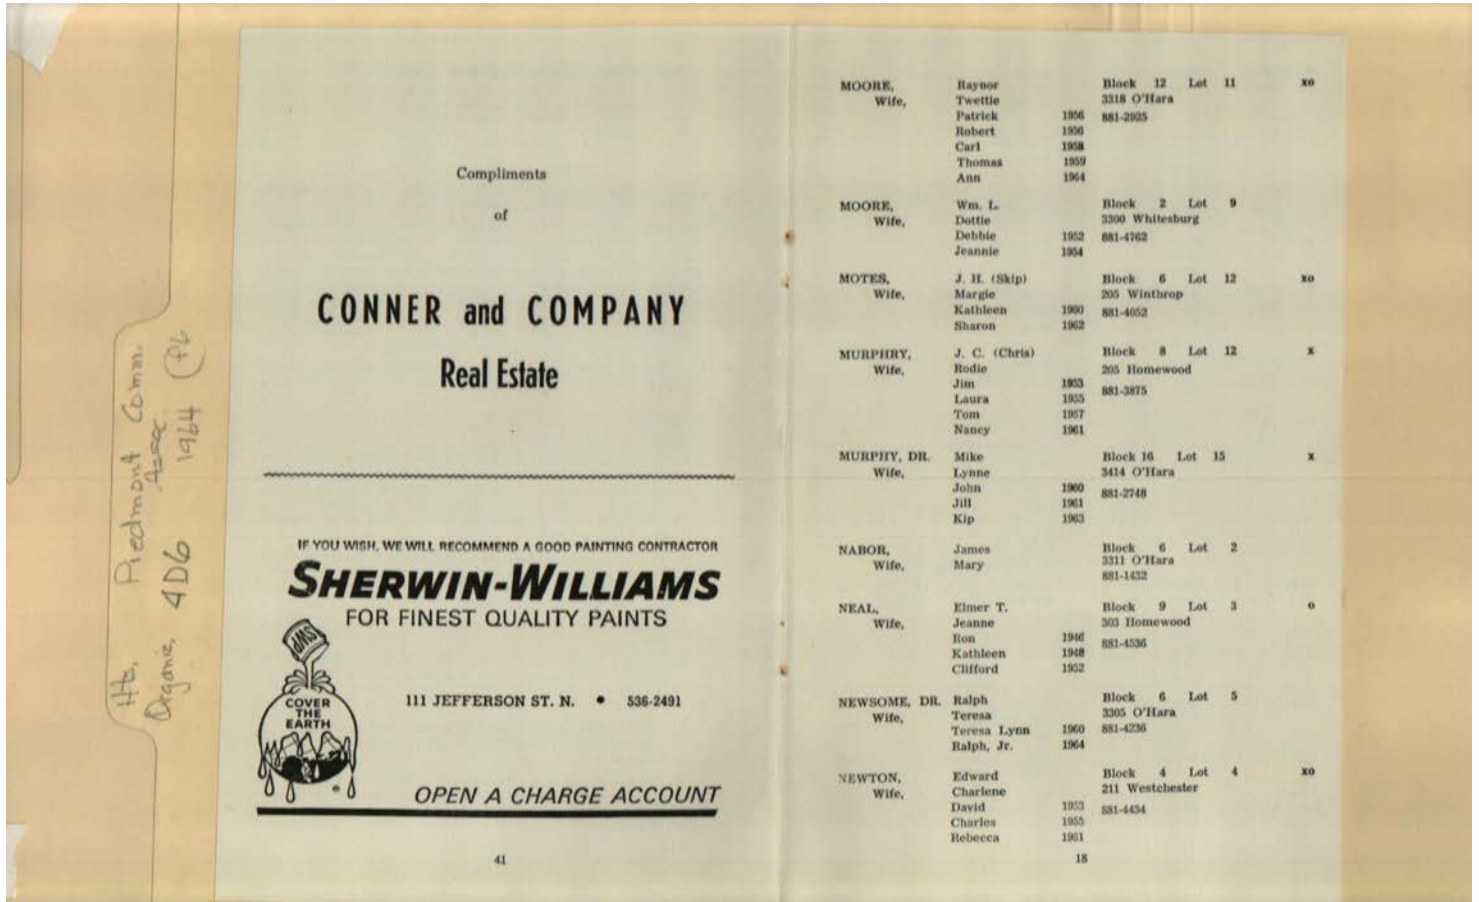 Hts, Piedmont Comm. Assoc
Organiz, 4D6 1964 (Pb
Compliments
of
CONNER and COMPANY
Real Estate
IF YOU WISH, WE WILL RECOMMEND A GOOD PAINTING CONTRACTOR
SHERWIN-WILLIAMS
FOR FINEST QUALITY PAINTS
SWP
COVER
THE
EARTH
111 JEFFERSON ST. N. • 536-2491
OPEN A CHARGE ACCOUNT
41
MOORE, Raynor Block 12 Lot 11 xo
Wife, Twettie 3318 O'Hara
Patrick 1956 881-2925
Robert 1956
Carl 1958
Thomas 1959
Ann 1964
MOORE, Wm. L. Block 2 Lot 9
Wife, Dottie 3300 Whitesburg
Debbie 1952 881-4762
Jeannie 1954
MOTES, J. H. (Skip) Block 6 Lot 12 xo
Wife, Margie 205 Winthrop
Kathleen 1960 881-4052
Sharon 1962
MURPHRY, J. C. (Chris) Block 8 Lot 12 x
Wife, Rodie 205 Homewood
Jim 1953 881-3875
Laura 1955
Tom 1957
Nancy 1961
MURPHY, DR. Mike Block 16 Lot 15 x
Wife, Lynne 3414 O'Hara
John 1960 881-2748
Jill 1961
Kip 1963
NABOR, James Block 6 Lot 2
Wife, Mary 3311 O'Hara
881-1432
NEAL, Elmer T. Block 9 Lot 3 o
Wife, Jeanne 303 Homewood
Ron 1946 881-4536
Kathleen 1948
Clifford 1952
NEWSOME, DR. Ralph Block 6 Lot 5
Wife, Teresa 3305 O'Hara
Teresa Lynn 1960 881-4236
Ralph, Jr. 1964
NEWTON, Edward Block 4 Lot 4 xo
Wife, Charlene 211 Westchester
David 1953 881-4434
Charles 1955
Rebecca 1961
18